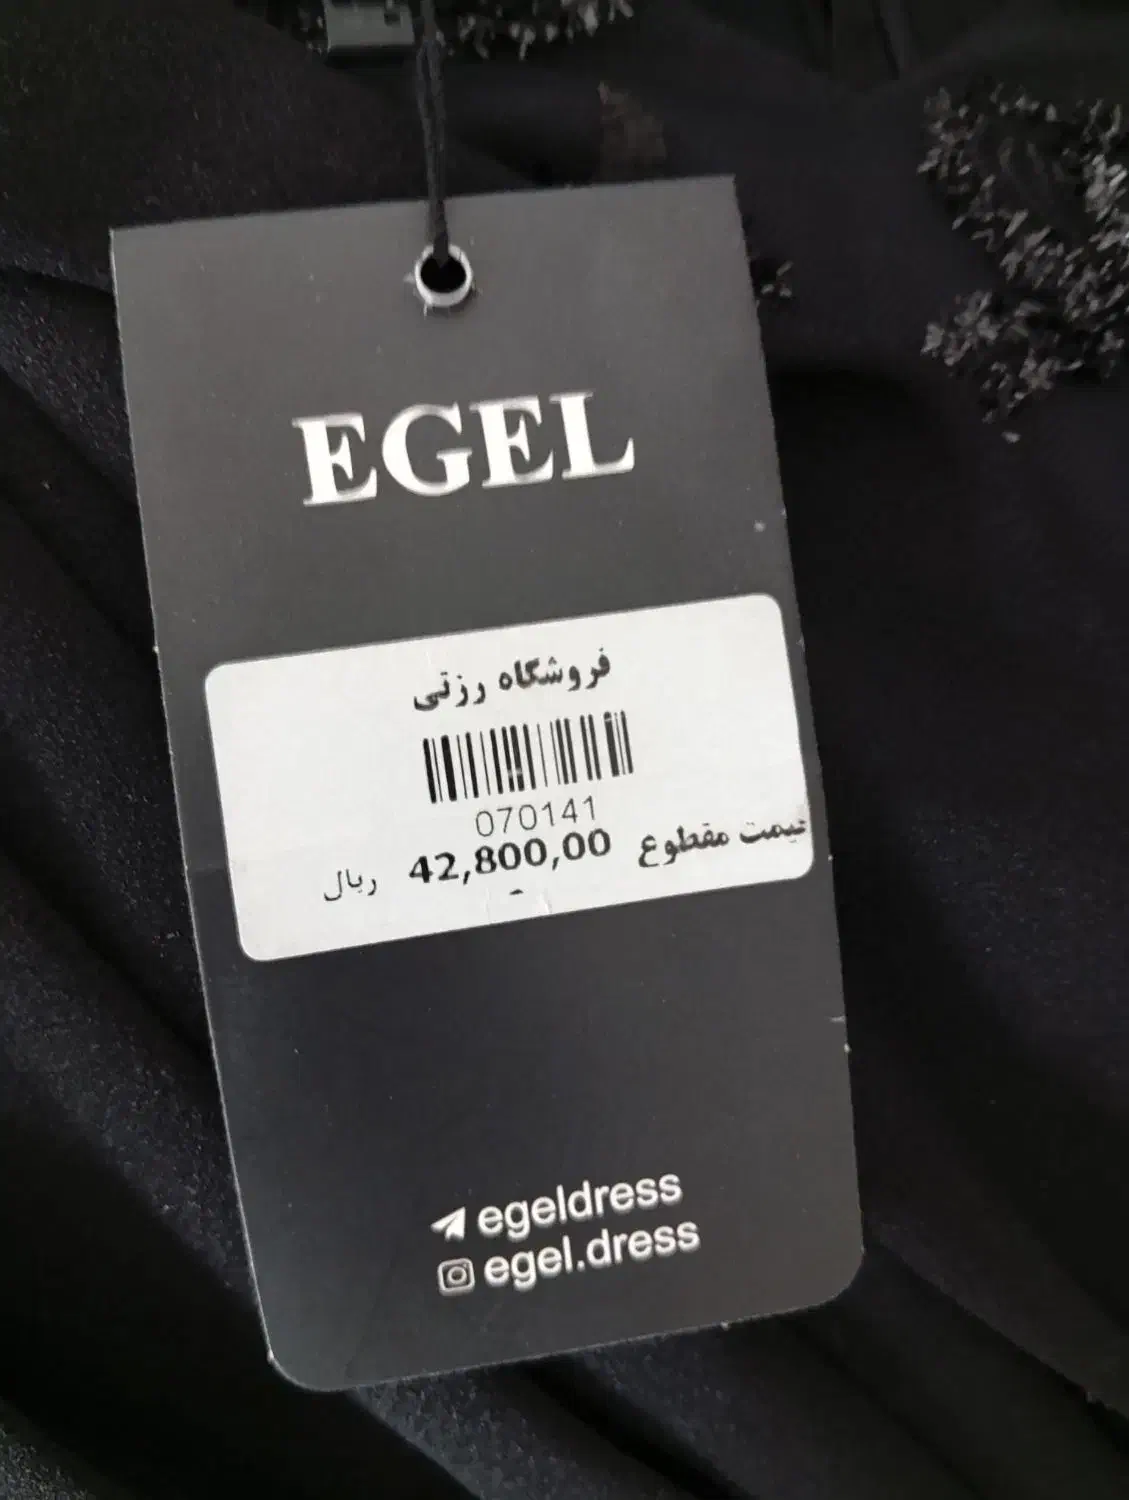 EGEL
فروشگاه رزتی
070141
قیمت مقطوع 42,800,00 ریال
egeldress
egel.dress